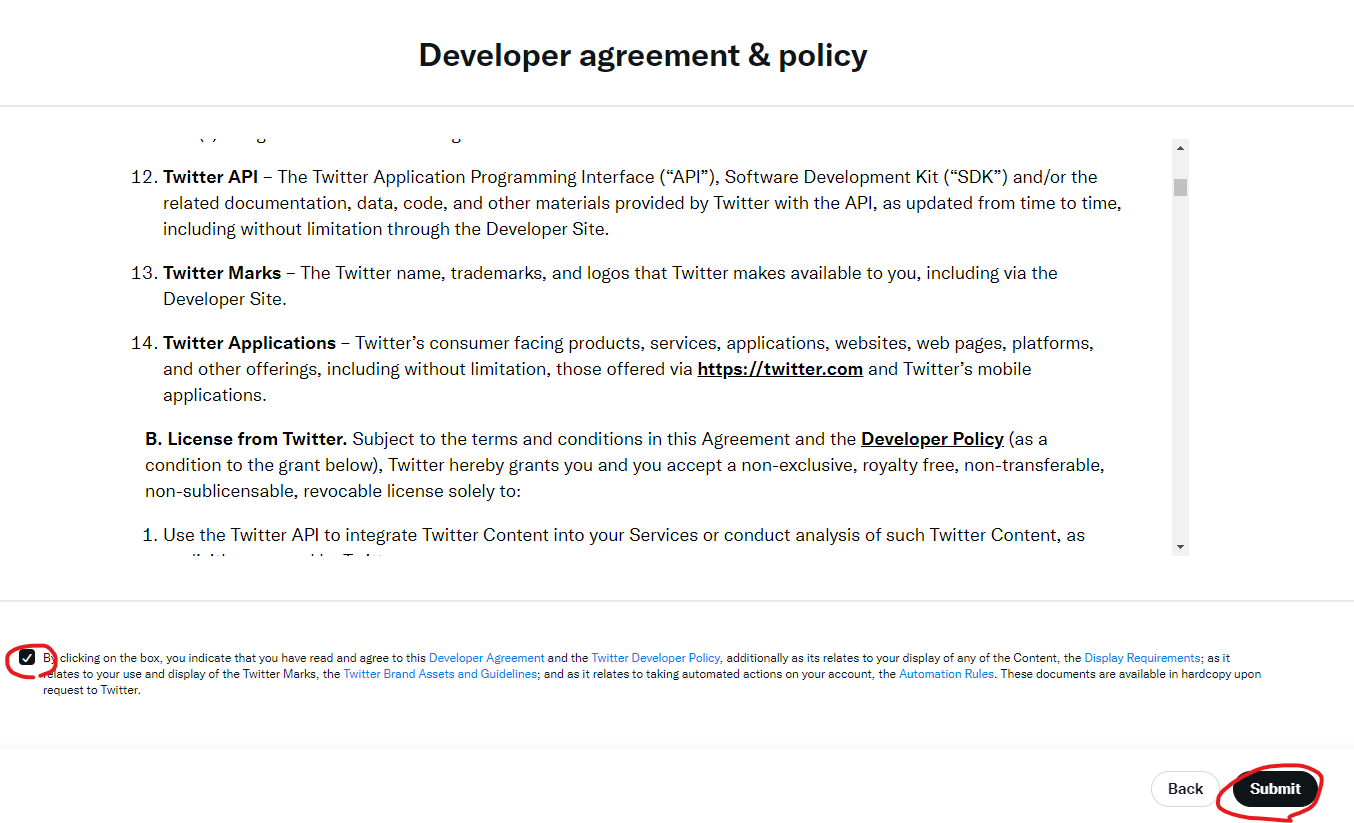 Developer agreement & policy
12. Twitter API – The Twitter Application Programming Interface (“API”), Software Development Kit (“SDK”) and/or the
related documentation, data, code, and other materials provided by Twitter with the API, as updated from time to time,
including without limitation through the Developer Site.
13. Twitter Marks – The Twitter name, trademarks, and logos that Twitter makes available to you, including via the
Developer Site.
14. Twitter Applications – Twitter’s consumer facing products, services, applications, websites, web pages, platforms,
and other offerings, including without limitation, those offered via https://twitter.com and Twitter’s mobile
applications.
B. License from Twitter. Subject to the terms and conditions in this Agreement and the Developer Policy (as a
condition to the grant below), Twitter hereby grants you and you accept a non-exclusive, royalty free, non-transferable,
non-sublicensable, revocable license solely to:
1. Use the Twitter API to integrate Twitter Content into your Services or conduct analysis of such Twitter Content, as
By clicking on the box, you indicate that you have read and agree to this Developer Agreement and the Twitter Developer Policy, additionally as its relates to your display of any of the Content, the Display Requirements; as it
relates to your use and display of the Twitter Marks, the Twitter Brand Assets and Guidelines; and as it relates to taking automated actions on your account, the Automation Rules. These documents are available in hardcopy upon
request to Twitter.
Back
Submit